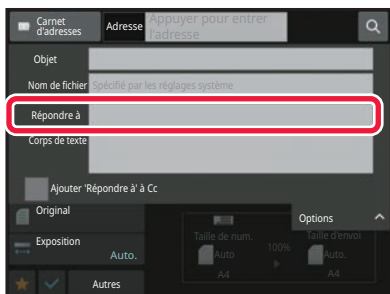 Carnet
d'adresses
Adresse
Appuyer pour entrer
l'adresse
Objet
Nom de fichier
Spécifié par les réglages système
Répondre à
Corps de texte
Ajouter 'Répondre à' à Cc
Original
Options
Exposition
Auto.
Taille de num.
Auto
A4
100%
Taille d'envoi
Auto.
A4
Autres